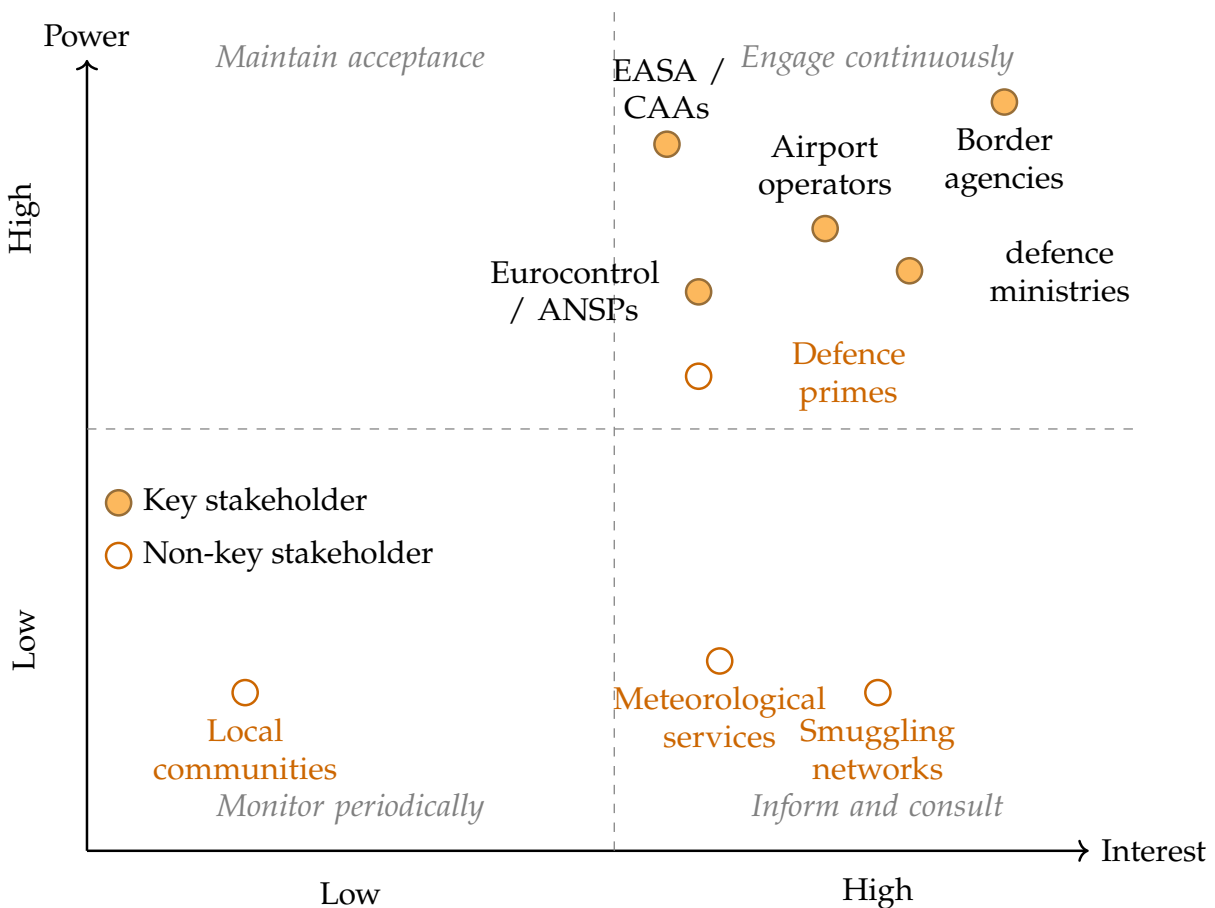 Power
Maintain acceptance
Engage continuously
EASA /
CAAs
Airport
operators
Border
agencies
High
Eurocontrol
/ ANSPs
defence
ministries
Defence
primes
Key stakeholder
Non-key stakeholder
Low
Local
communities
Meteorological
services
Smuggling
networks
Monitor periodically
Inform and consult
Interest
Low
High